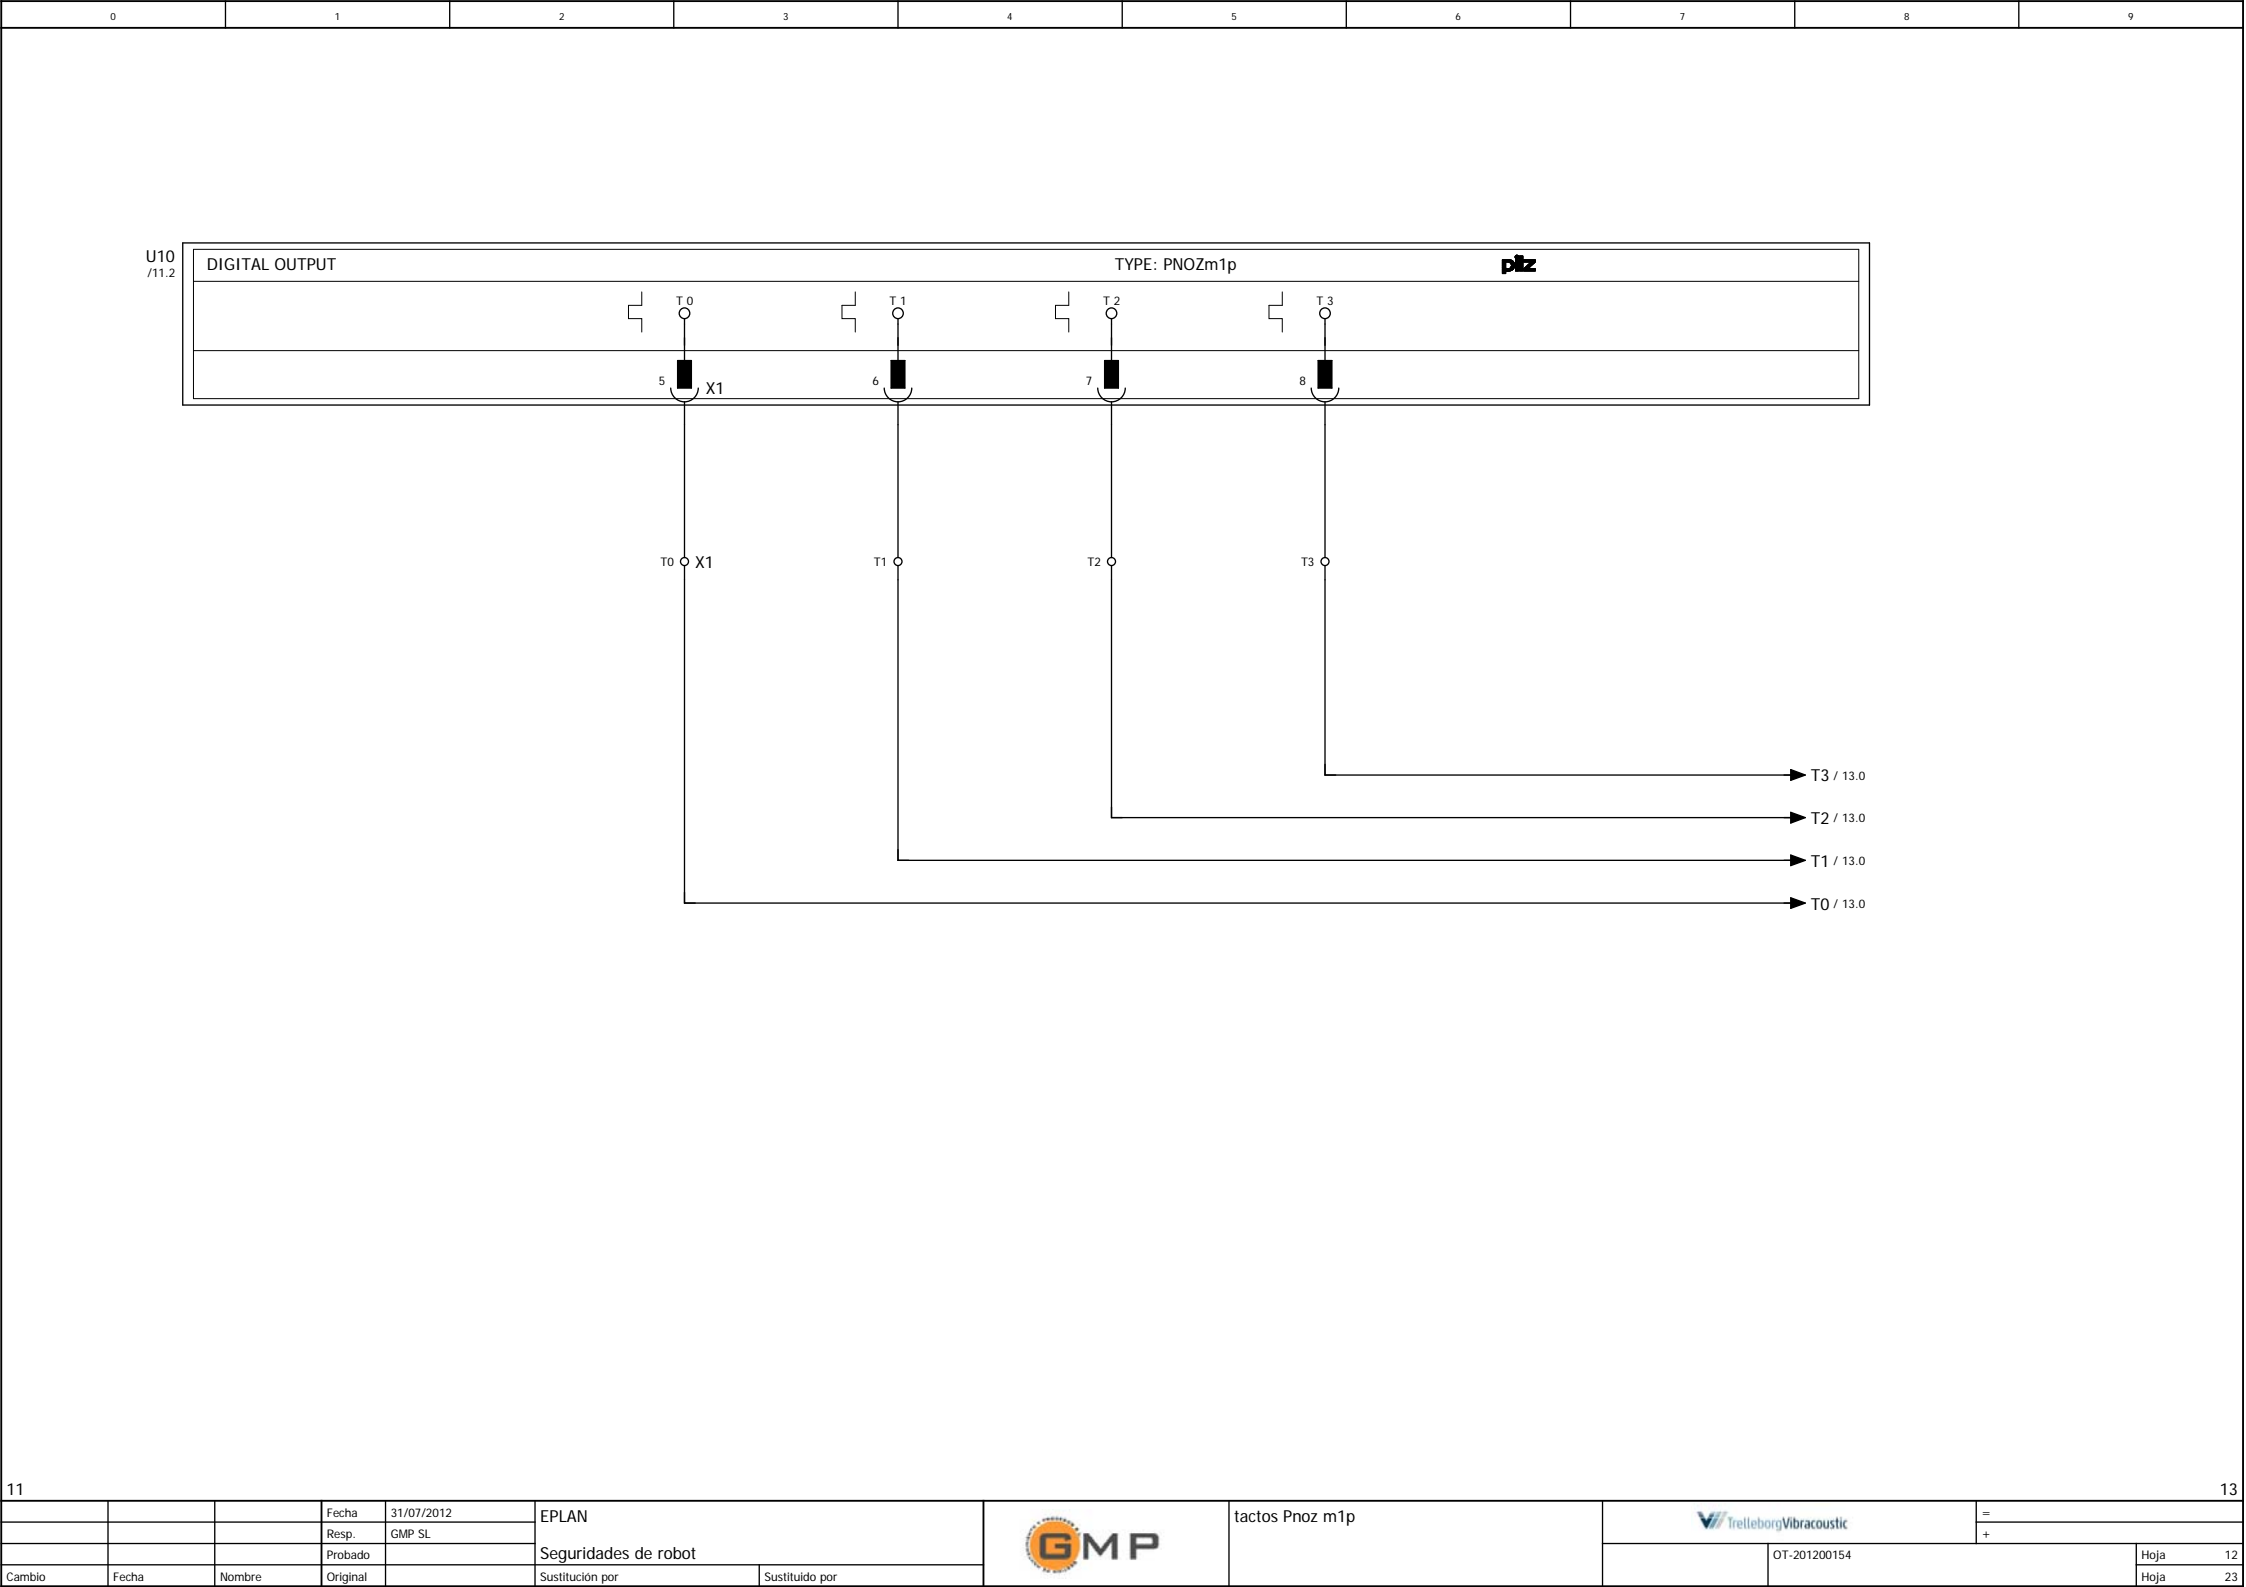 0 1 2 3 4 5 6 7 8 9
U10
/11.2
DIGITAL OUTPUT TYPE: PNOZm1p pilz
T 0 T 1 T 2 T 3
5 X1 6 7 8
T0 X1 T1 T2 T3
T3 / 13.0
T2 / 13.0
T1 / 13.0
T0 / 13.0
11 13
Fecha 31/07/2012
Resp. GMP SL
Probado
Cambio Fecha Nombre Original
EPLAN
Seguridades de robot
Sustitución por Sustituido por
GMP
tactos Pnoz m1p
TrelleborgVibracoustic
=
+
OT-201200154
Hoja 12
Hoja 23